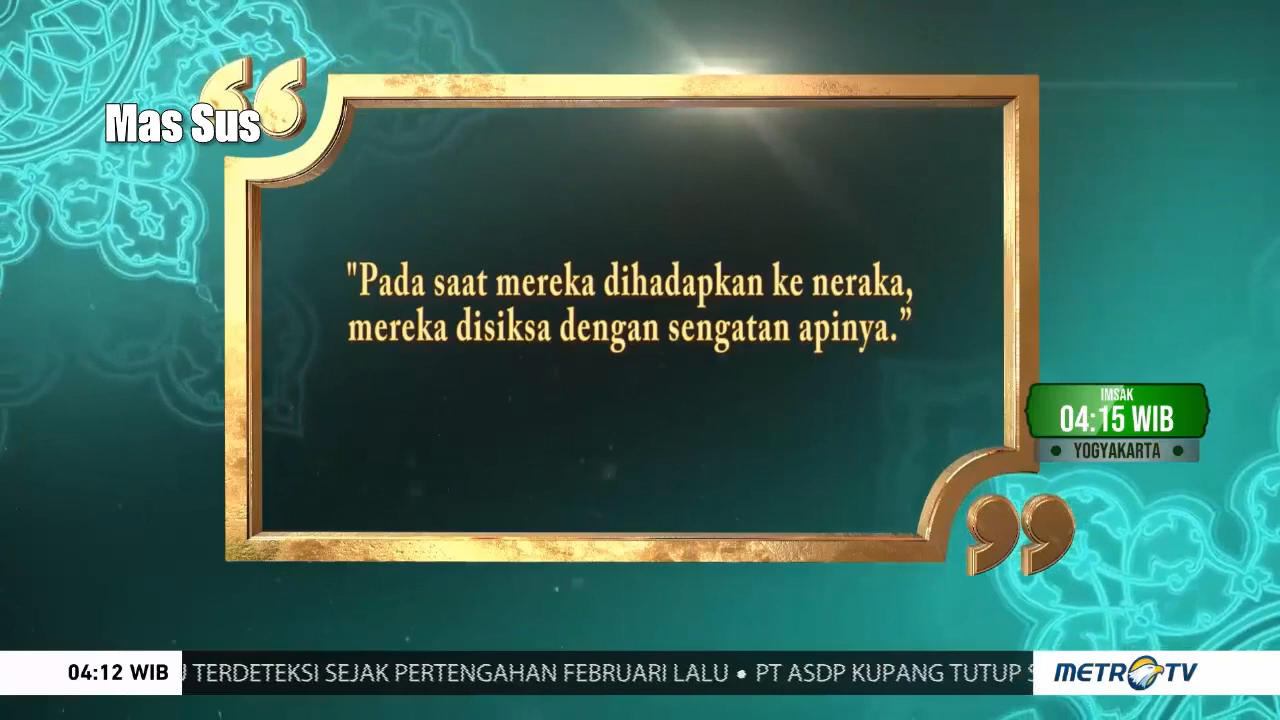 Mas Sus
"Pada saat mereka dihadapkan ke neraka,
mereka disiksa dengan sengatan apinya.”
IMSAK
04:15 WIB
YOGYAKARTA
04:12 WIB
TERDETEKSI SEJAK PERTENGAHAN FEBRUARI LALU • PT ASDP KUPANG TUTUP
METRO TV